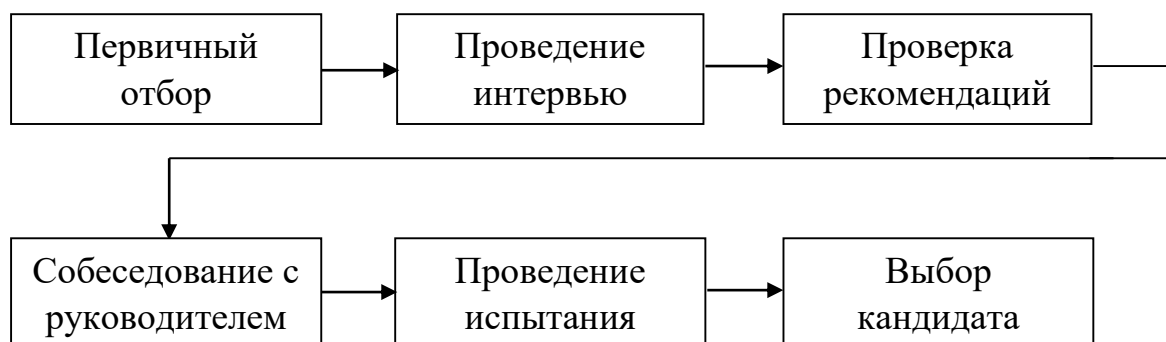 Первичный
отбор
Проведение
интервью
Проверка
рекомендаций
Собеседование с
руководителем
Проведение
испытания
Выбор
кандидата